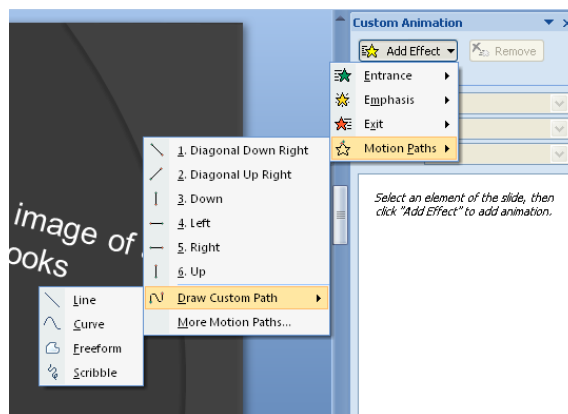 Custom Animation
Add Effect
Remove
Entrance
Emphasis
Exit
Motion Paths
1. Diagonal Down Right
2. Diagonal Up Right
3. Down
4. Left
5. Right
6. Up
Draw Custom Path
More Motion Paths...
Line
Curve
Freeform
Scribble
Select an element of the slide, then
click "Add Effect" to add animation.
image of
ooks